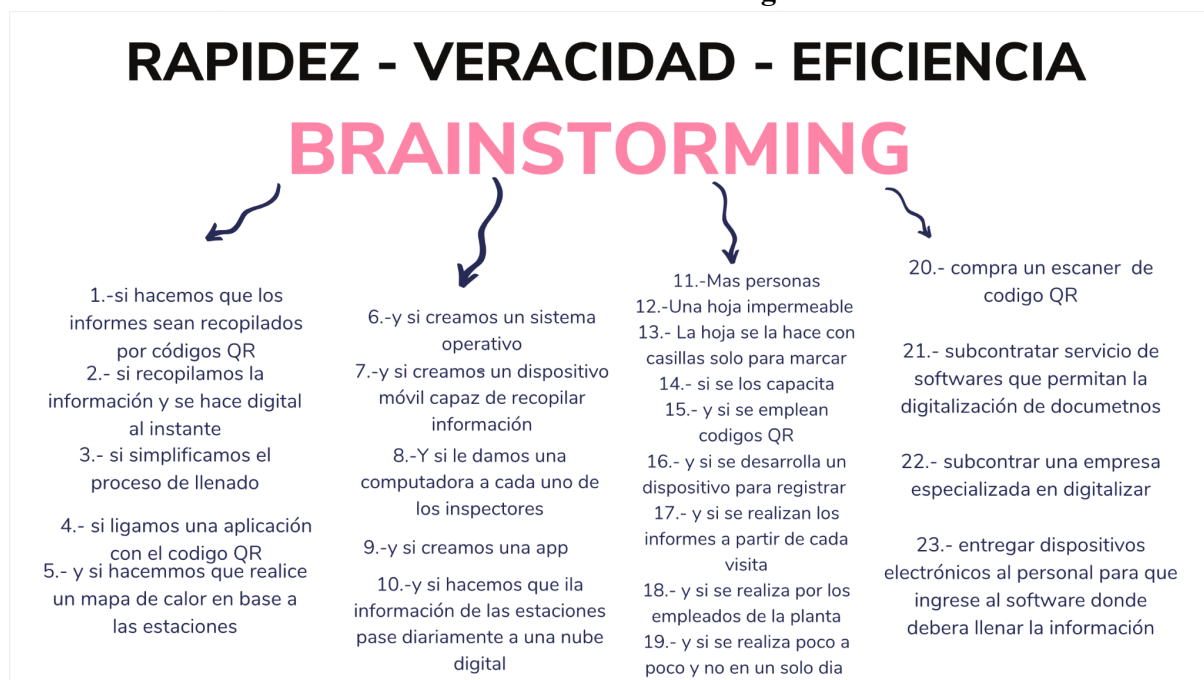 RAPIDEZ - VERACIDAD - EFICIENCIA
BRAINSTORMING
1.-si hacemos que los
informes sean recopilados
por códigos QR
2.- si recopilamos la
información y se hace digital
al instante
3.- si simplificamos el
proceso de llenado
4.- si ligamos una aplicación
con el codigo QR
5.- y si hacemmos que realice
un mapa de calor en base a
las estaciones
6.-y si creamos un sistema
operativo
7.-y si creamos un dispositivo
móvil capaz de recopilar
información
8.-Y si le damos una
computadora a cada uno de
los inspectores
9.-y si creamos una app
10.-y si hacemos que ila
información de las estaciones
pase diariamente a una nube
digital
11.-Mas personas
12.-Una hoja impermeable
13.- La hoja se la hace con
casillas solo para marcar
14.- si se los capacita
15.- y si se emplean
codigos QR
16.- y si se desarrolla un
dispositivo para registrar
17.- y si se realizan los
informes a partir de cada
visita
18.- y si se realiza por los
empleados de la planta
19.- y si se realiza poco a
poco y no en un solo dia
20.- compra un escaner de
codigo QR
21.- subcontratar servicio de
softwares que permitan la
digitalización de documetnos
22.- subcontrar una empresa
especializada en digitalizar
23.- entregar dispositivos
electrónicos al personal para que
ingrese al software donde
debera llenar la información